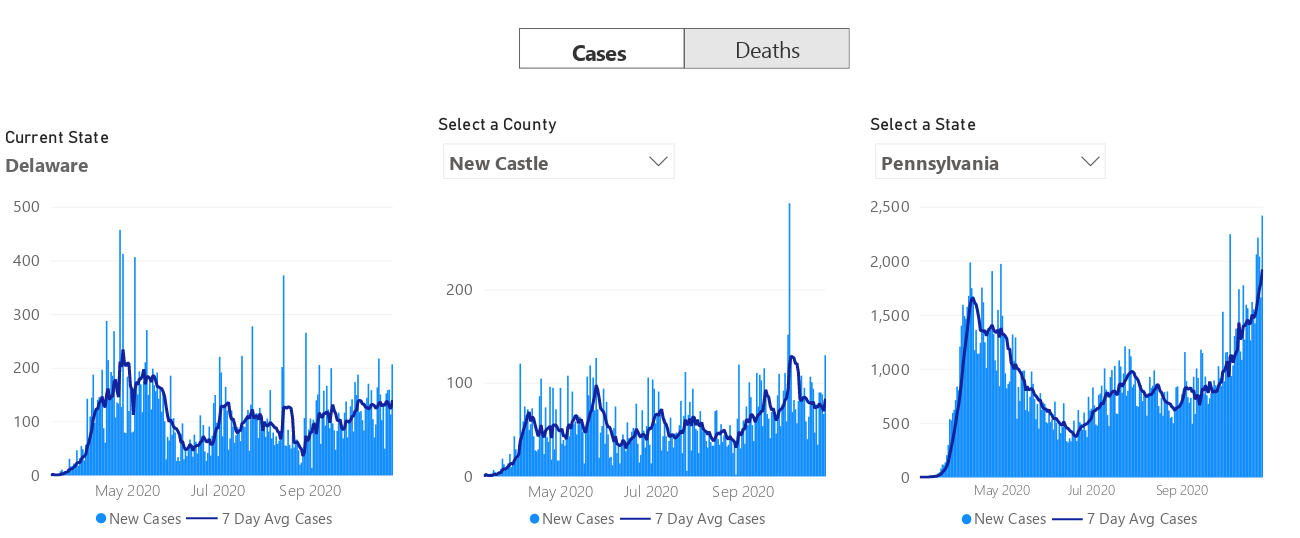 Cases Deaths
Current State
Delaware
Select a County
New Castle
Select a State
Pennsylvania
500
400
300
200
100
0
May 2020 Jul 2020 Sep 2020
New Cases 7 Day Avg Cases
200
100
0
May 2020 Jul 2020 Sep 2020
New Cases 7 Day Avg Cases
2,500
2,000
1,500
1,000
500
0
May 2020 Jul 2020 Sep 2020
New Cases 7 Day Avg Cases